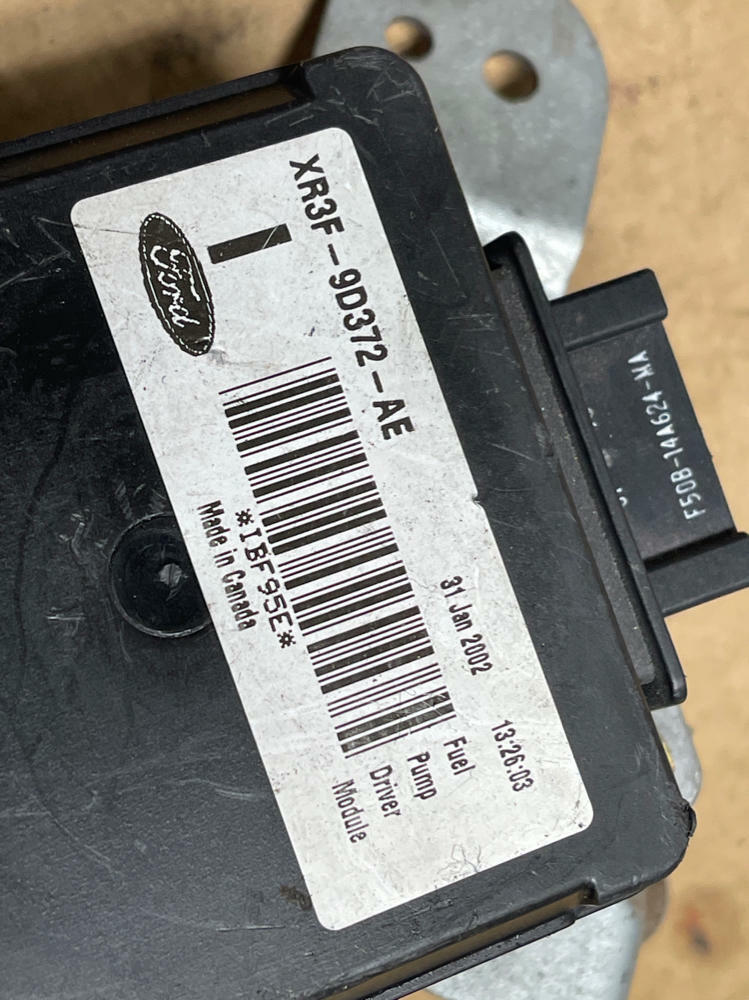 XR3F-9D372-AE
Ford
*IBF95E*
Made in Canada
31 Jan 2002 13:26:03
Fuel
Pump
Driver
Module
F50B-14A624-MA